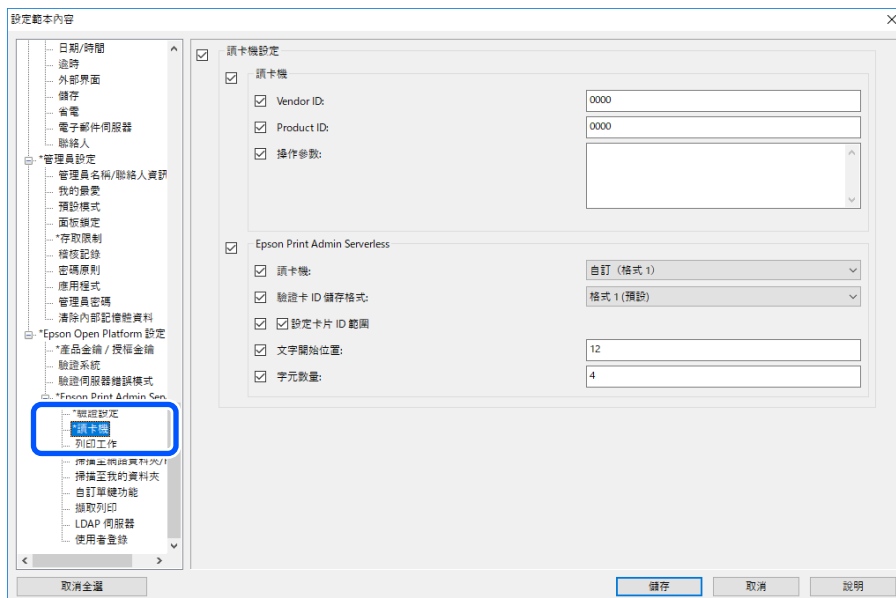 設定範本內容
日期/時間
逾時
外部界面
儲存
省電
電子郵件伺服器
聯絡人
*管理員設定
管理員名稱/聯絡人資訊
我的最愛
預設模式
面板鎖定
*存取限制
稽核記錄
密碼原則
應用程式
管理員密碼
清除內部記憶體資料
*Epson Open Platform 設定
*產品金鑰 / 授權金鑰
驗證系統
驗證伺服器錯誤模式
*Epson Print Admin Serv
*驗證設定
*讀卡機
列印工作
掃描至網路資料夾/
掃描至我的資料夾
自訂單鍵功能
擷取列印
LDAP 伺服器
使用者登錄
取消全選
讀卡機設定
讀卡機
Vendor ID: 0000
Product ID: 0000
操作參數:
Epson Print Admin Serverless
讀卡機: 自訂（格式 1）
驗證卡 ID 儲存格式: 格式 1 (預設)
設定卡片 ID 範圍
文字開始位置: 12
字元數量: 4
儲存 取消 說明